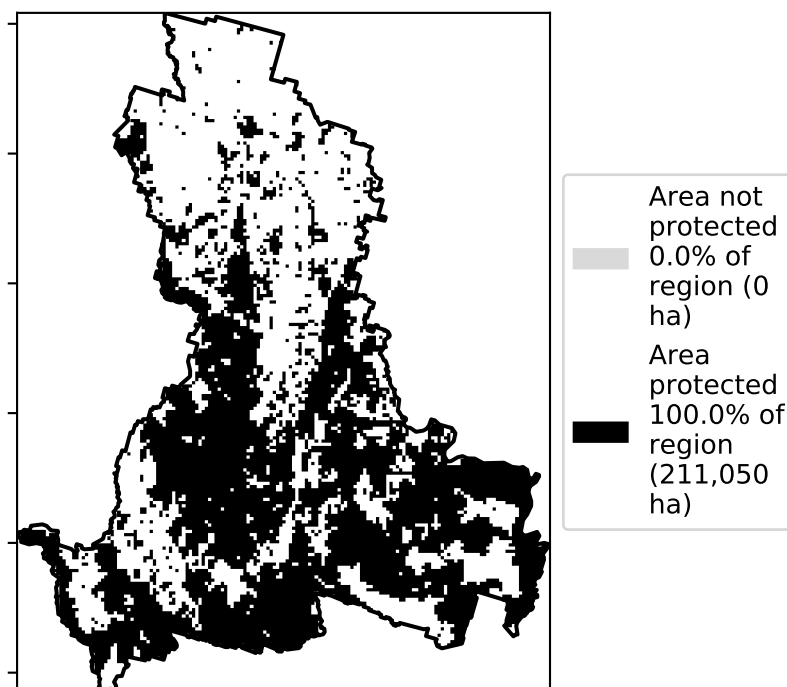 Area not
protected
0.0% of
region (0
ha)
Area
protected
100.0% of
region
(211,050
ha)